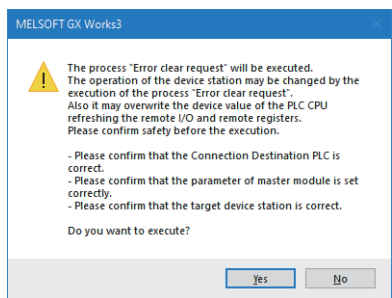 MELSOFT GX Works3
The process "Error clear request" will be executed.
The operation of the device station may be changed by the
execution of the process "Error clear request".
Also it may overwrite the device value of the PLC CPU
refreshing the remote I/O and remote registers.
Please confirm safety before the execution.
- Please confirm that the Connection Destination PLC is
correct.
- Please confirm that the parameter of master module is set
correctly.
- Please confirm that the target device station is correct.
Do you want to execute?
Yes No